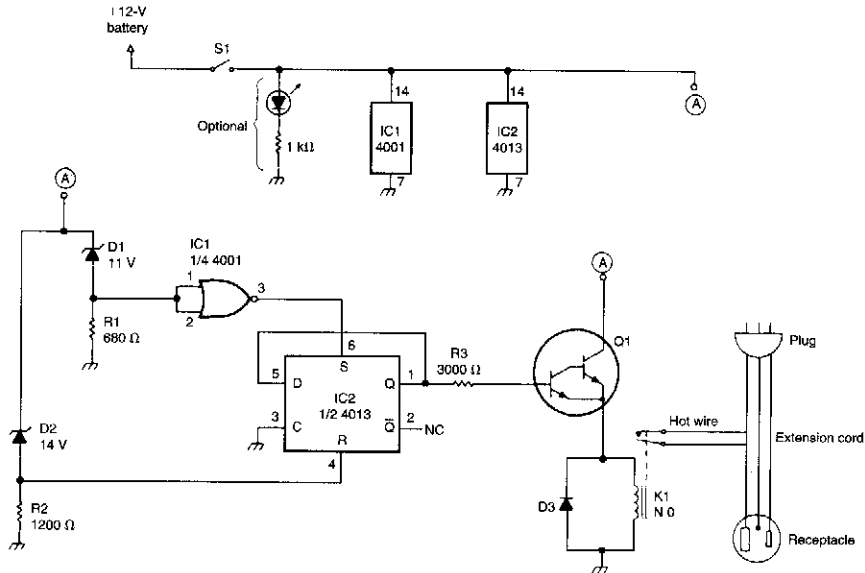 +12-V
battery
S1
Optional
1 kΩ
14
IC1
4001
7
14
IC2
4013
7
A
A
D1
11 V
R1
680 Ω
IC1
1/4 4001
1
2
3
D2
14 V
R2
1200 Ω
6
S
5
D
Q
1
IC2
1/2 4013
3
C
Q̅
2
NC
R
4
R3
3000 Ω
A
Q1
D3
K1
N 0
Hot wire
Plug
Extension cord
Receptacle